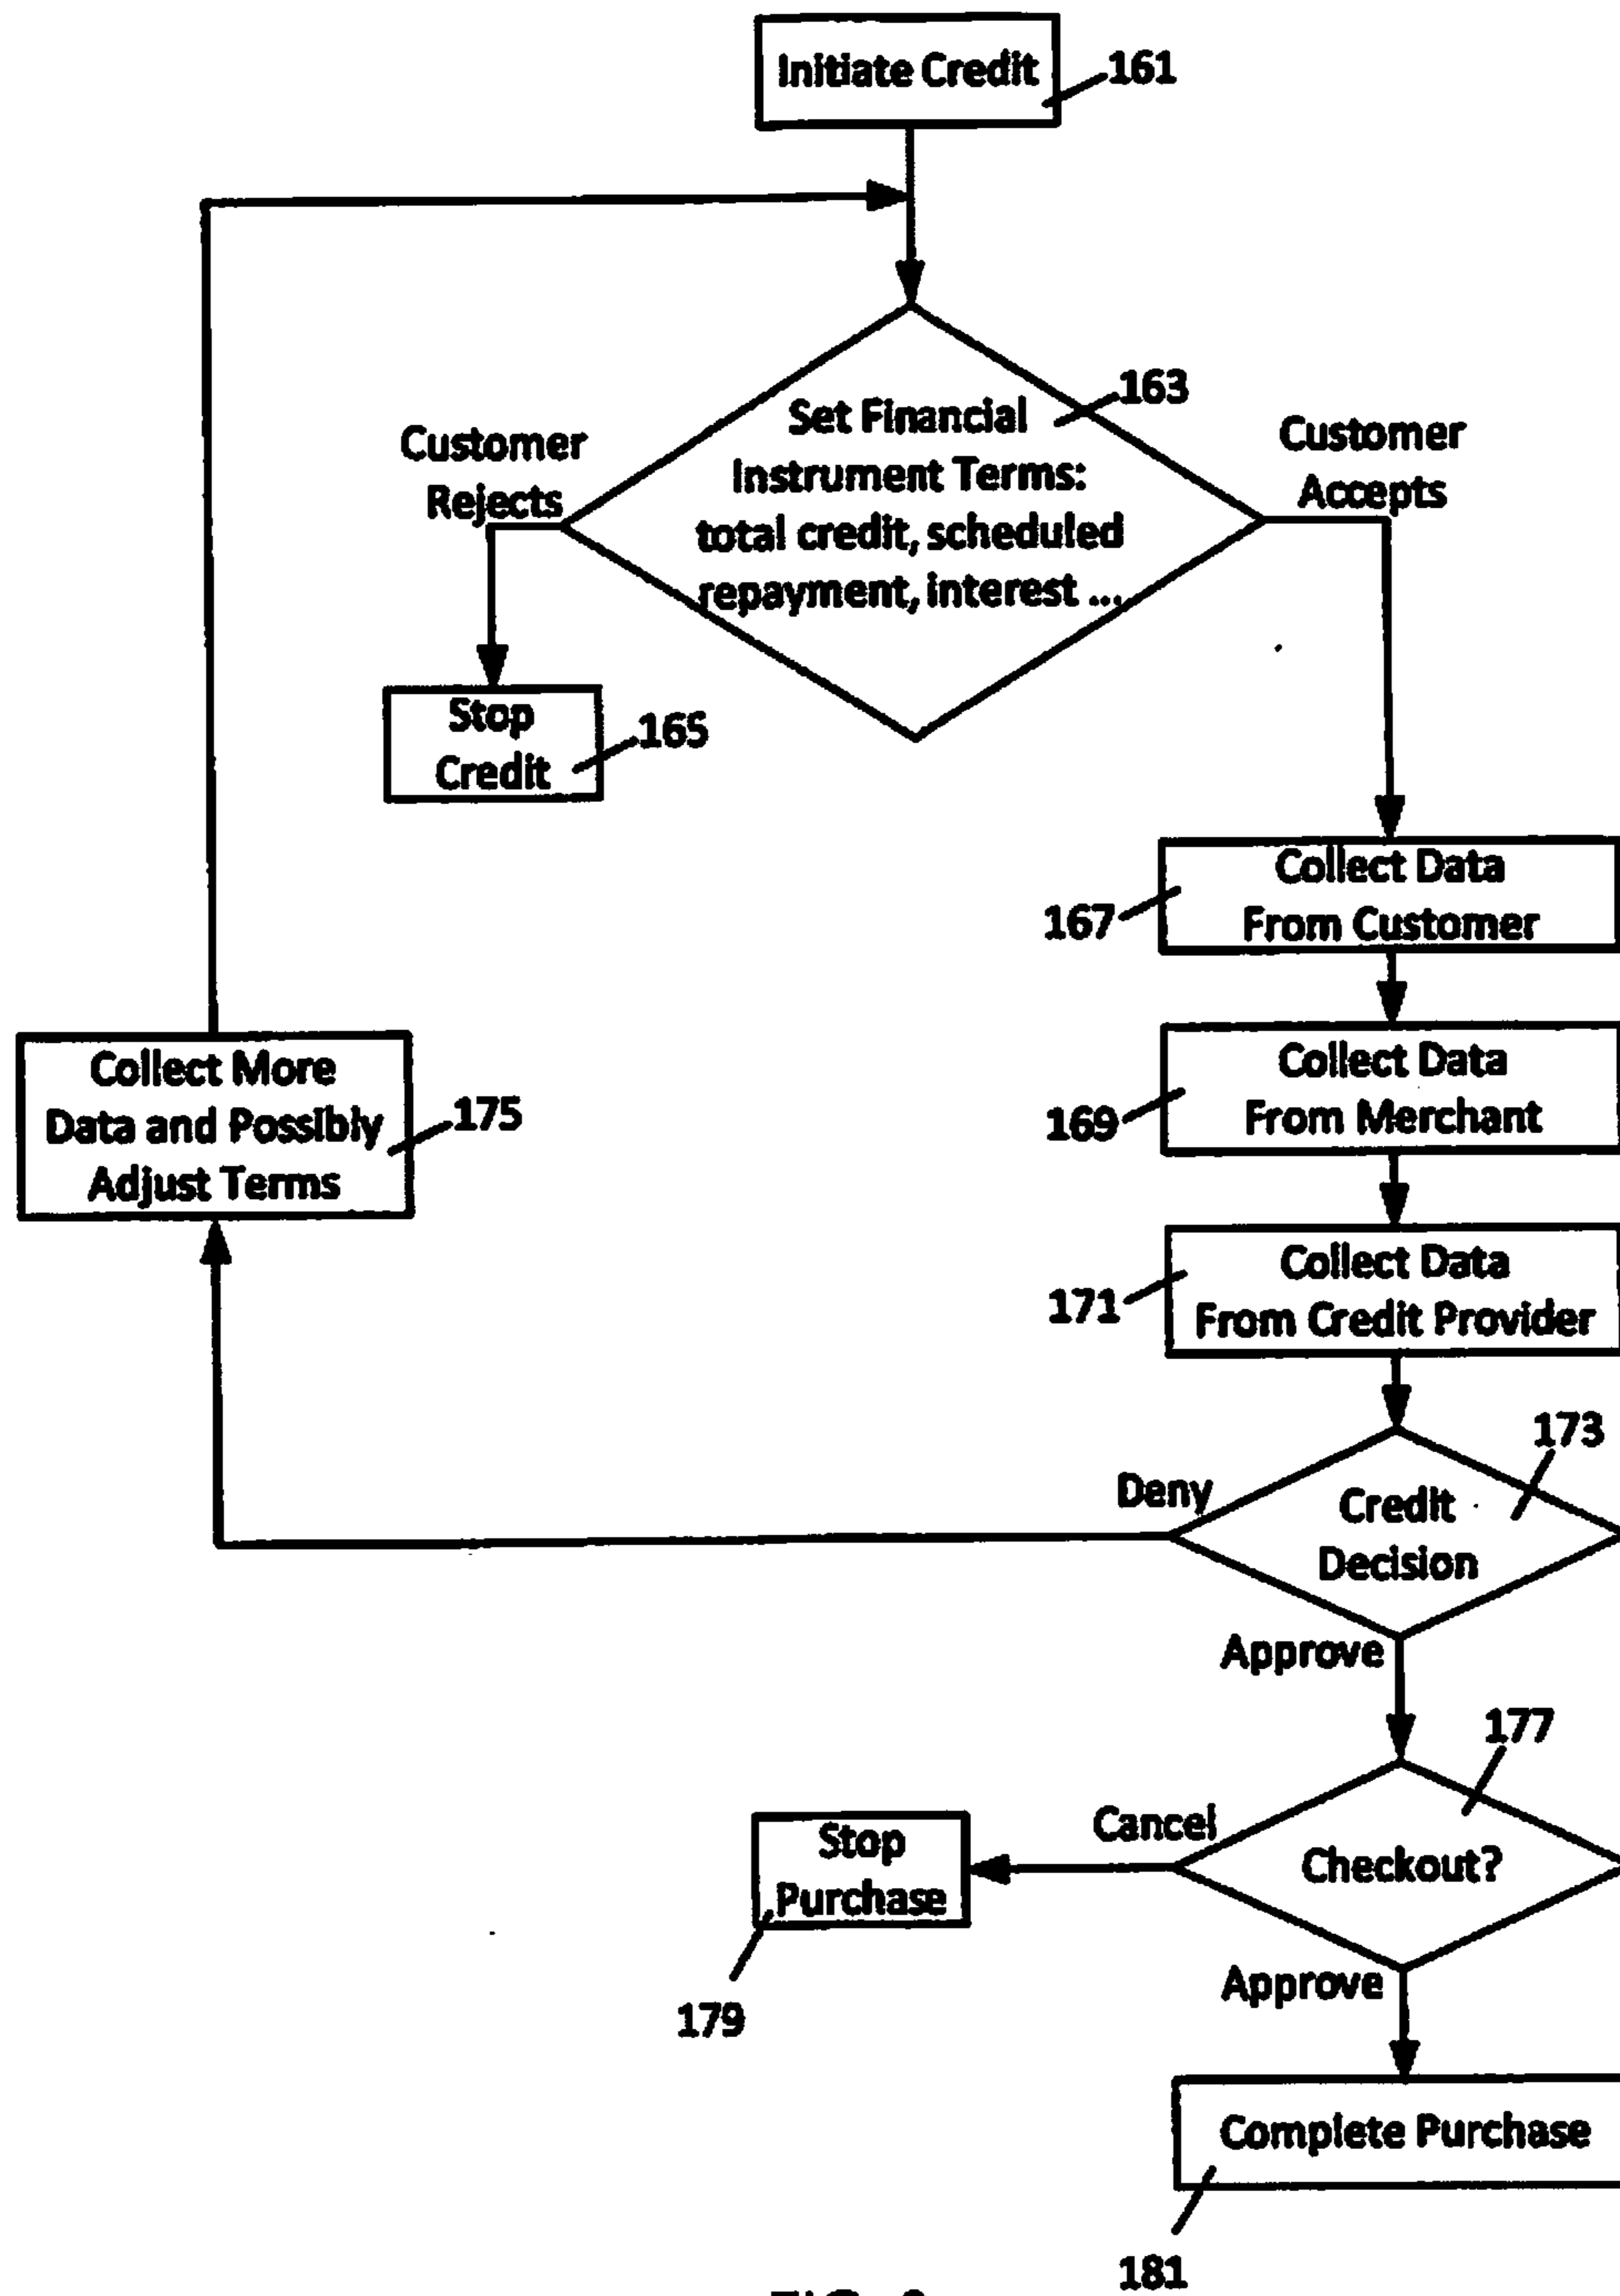 Initiate Credit
161
163
Set Financial
Instrument Terms:
total credit, scheduled
repayment, interest ...
Customer
Rejects
Customer
Accepts
Stop
Credit
165
Collect Data
From Customer
167
Collect More
Data and Possibly
Adjust Terms
175
Collect Data
From Merchant
169
Collect Data
From Credit Provider
171
173
Deny
Credit
Decision
Approve
177
Cancel
Checkout?
Stop
Purchase
179
Approve
Complete Purchase
181